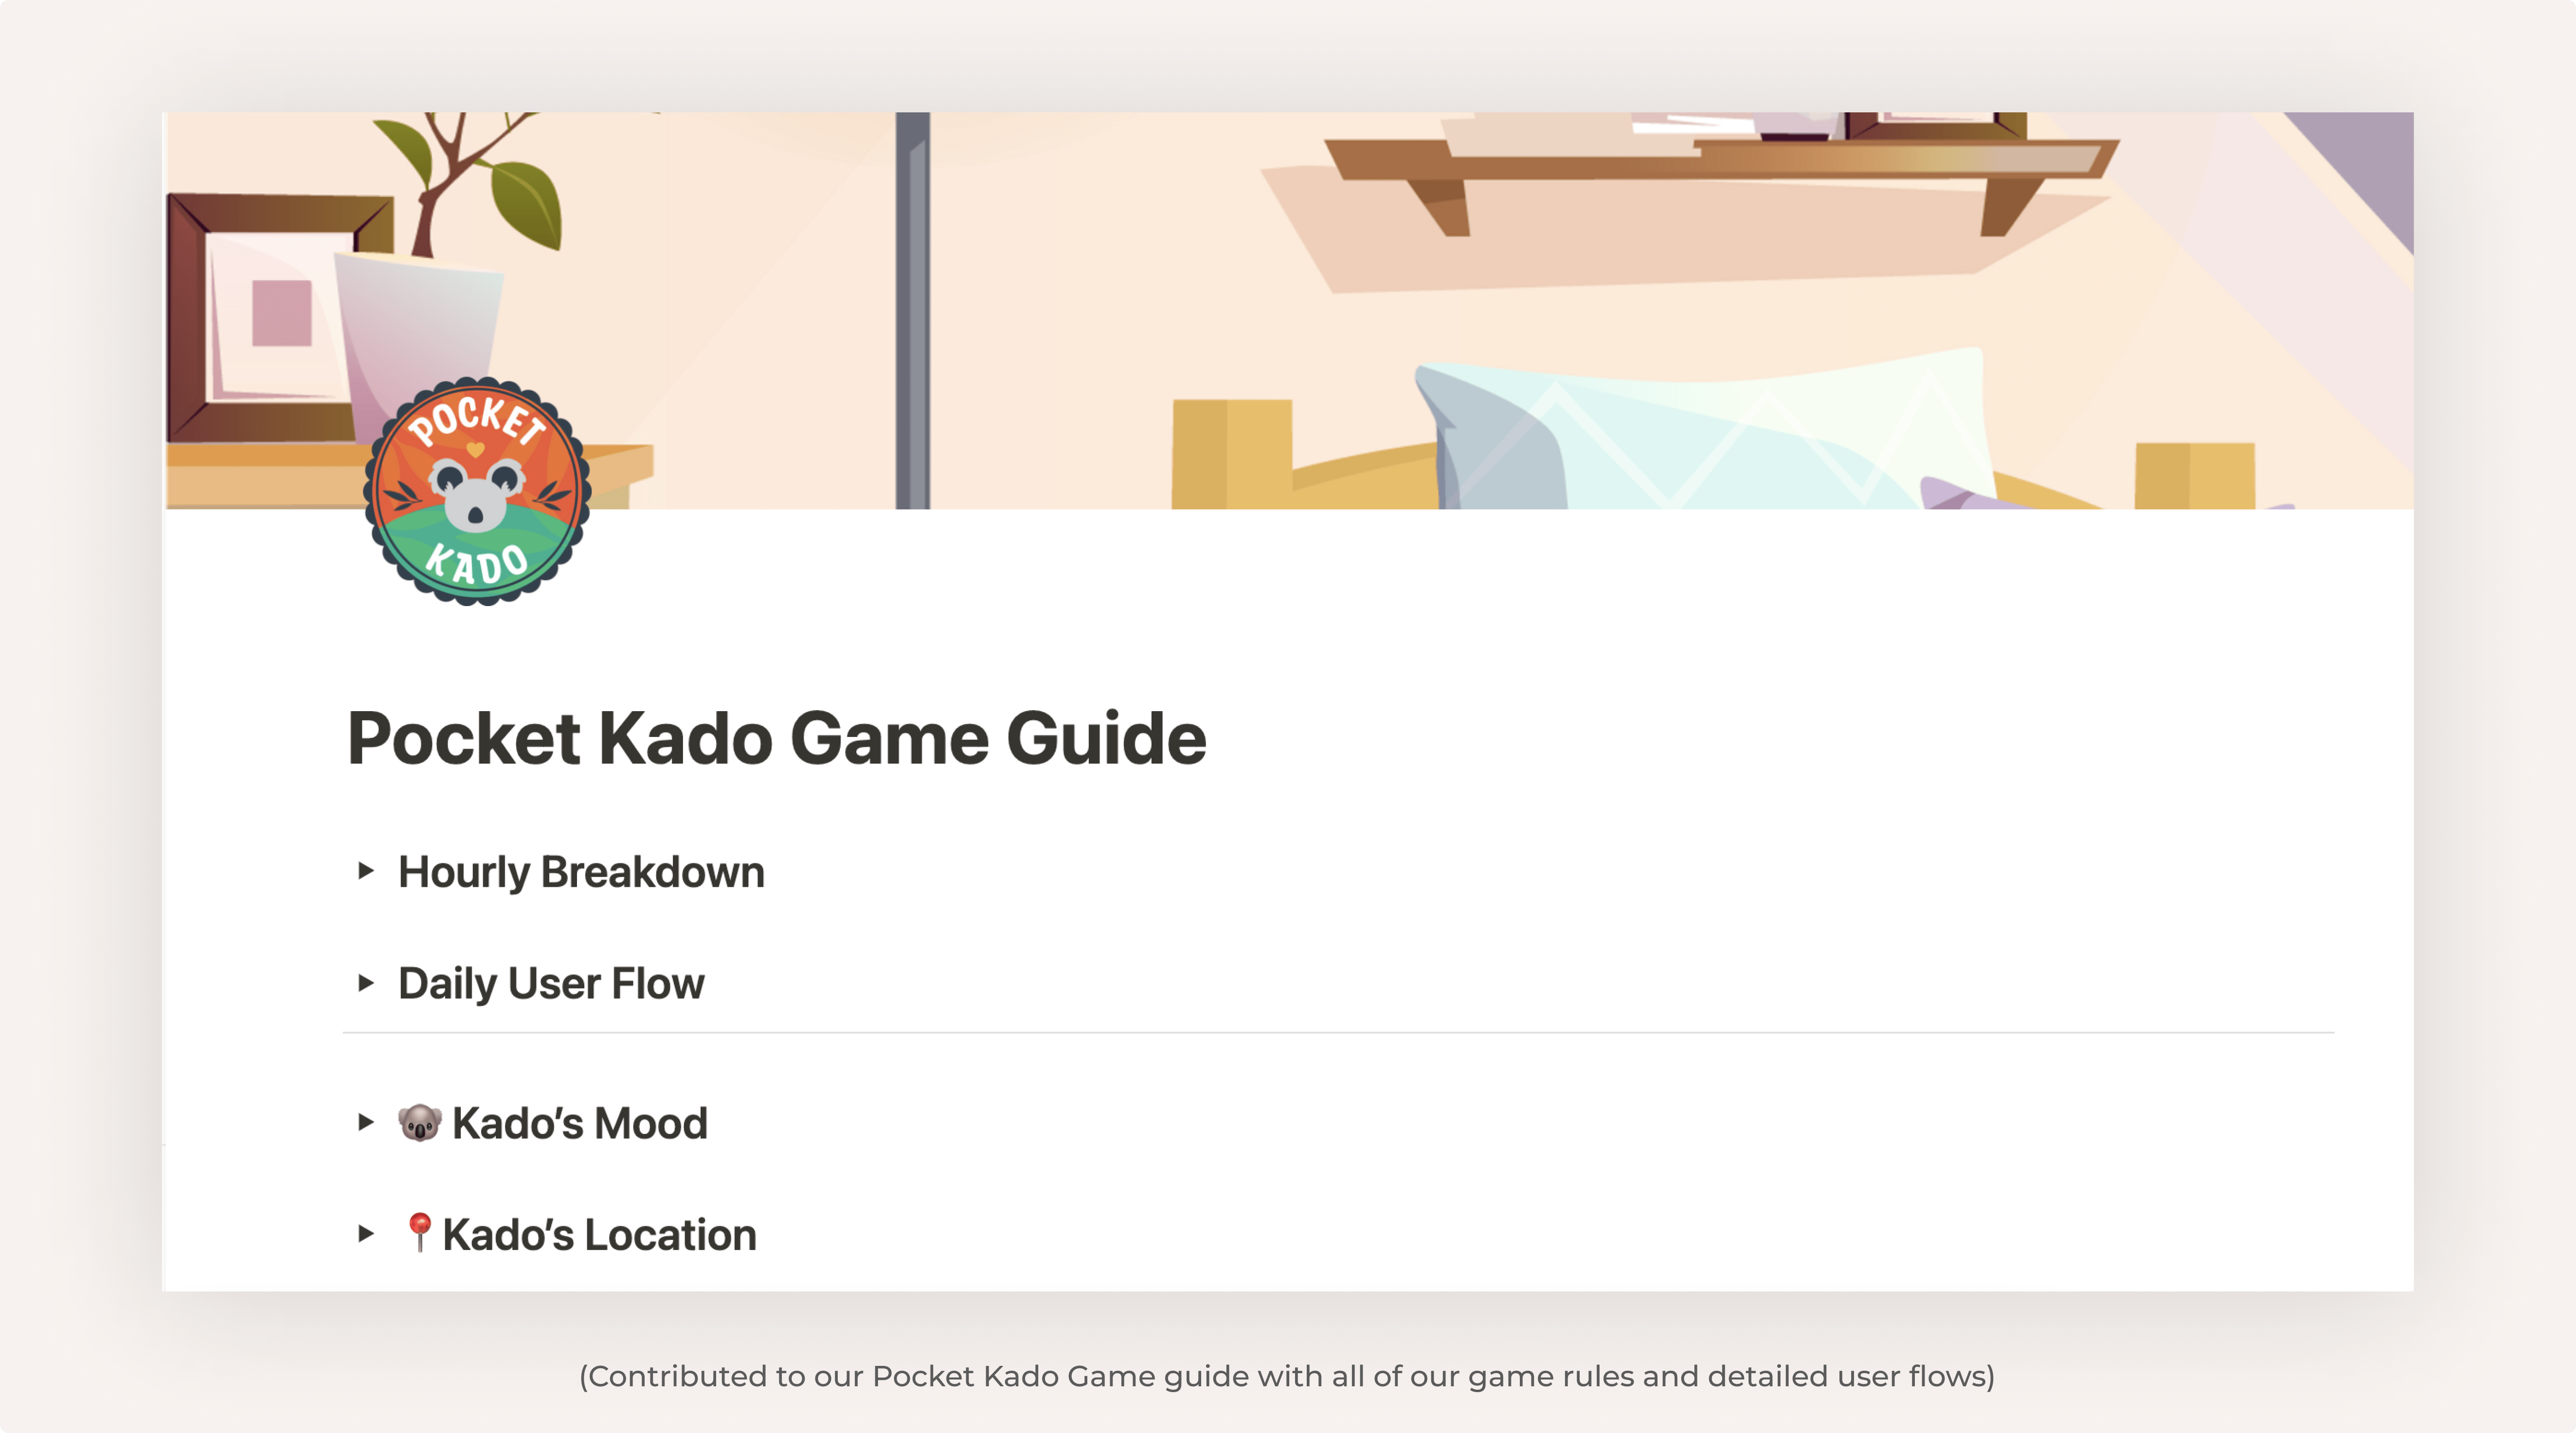 POCKET
KADO
Pocket Kado Game Guide
Hourly Breakdown
Daily User Flow
🐨 Kado’s Mood
📍Kado’s Location
(Contributed to our Pocket Kado Game guide with all of our game rules and detailed user flows)